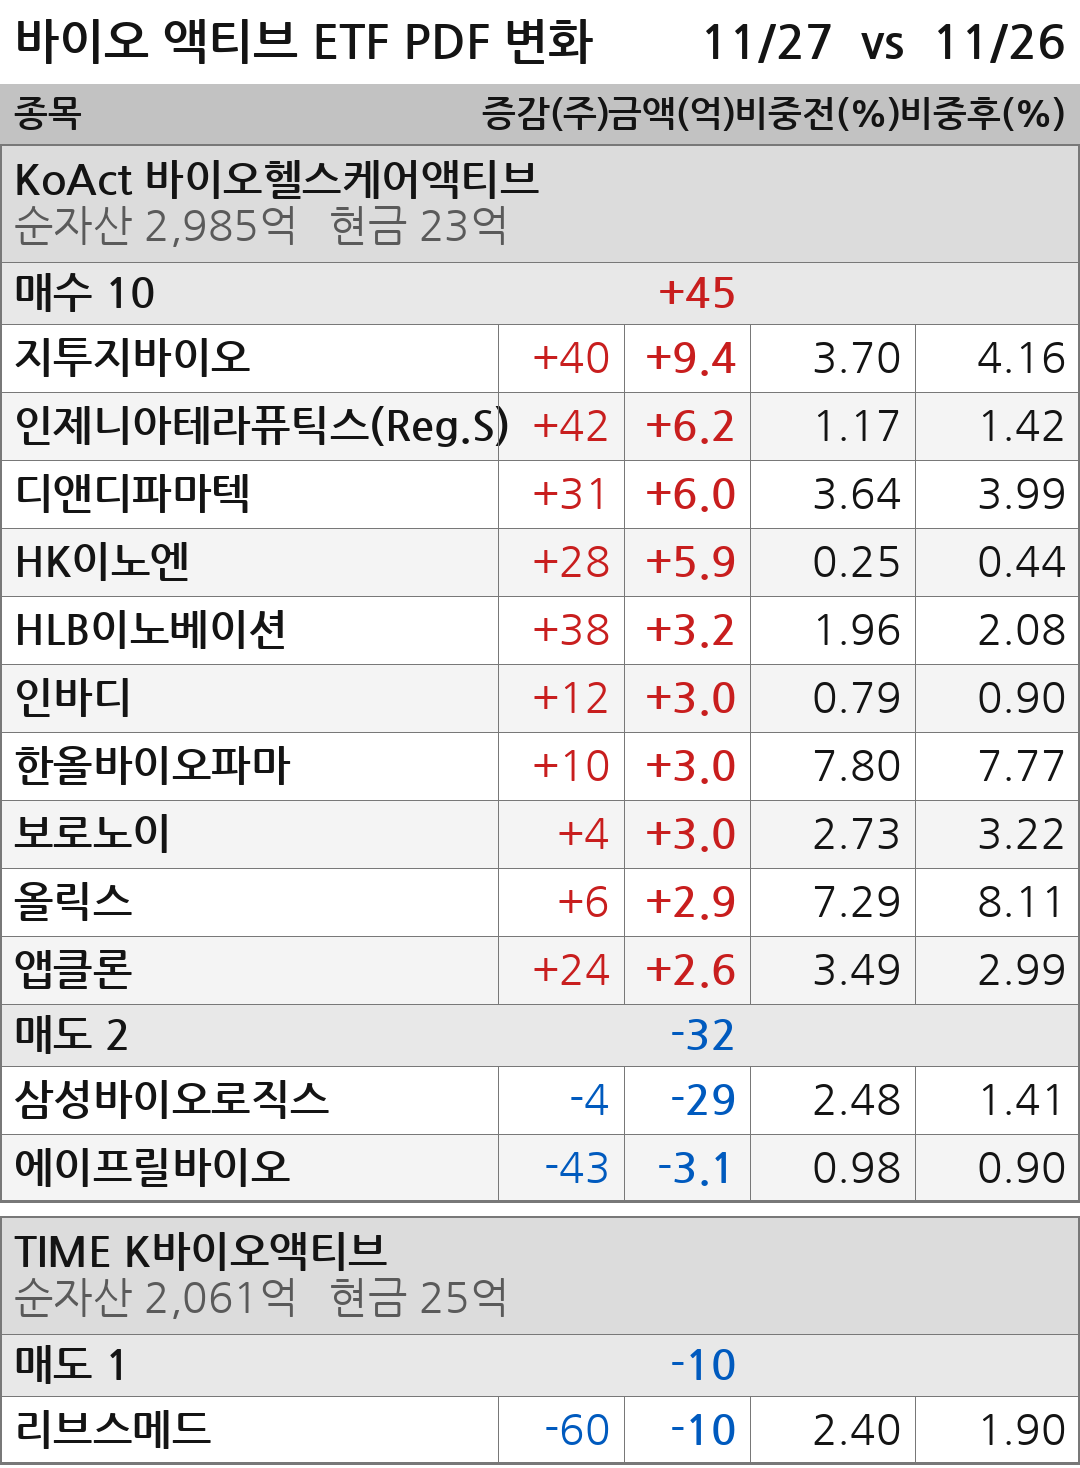 바이오 액티브 ETF PDF 변화 11/27 vs 11/26
종목 증감(주) 금액(억) 비중전(%) 비중후(%)
KoAct 바이오헬스케어액티브
순자산 2,985억 현금 23억
매수 10 +45
지투지바이오 +40 +9.4 3.70 4.16
인제니아테라퓨틱스(Reg.S) +42 +6.2 1.17 1.42
디앤디파마텍 +31 +6.0 3.64 3.99
HK이노엔 +28 +5.9 0.25 0.44
HLB이노베이션 +38 +3.2 1.96 2.08
인바디 +12 +3.0 0.79 0.90
한올바이오파마 +10 +3.0 7.80 7.77
보로노이 +4 +3.0 2.73 3.22
올릭스 +6 +2.9 7.29 8.11
앱클론 +24 +2.6 3.49 2.99
매도 2 -32
삼성바이오로직스 -4 -29 2.48 1.41
에이프릴바이오 -43 -3.1 0.98 0.90
TIME K바이오액티브
순자산 2,061억 현금 25억
매도 1 -10
리브스메드 -60 -10 2.40 1.90